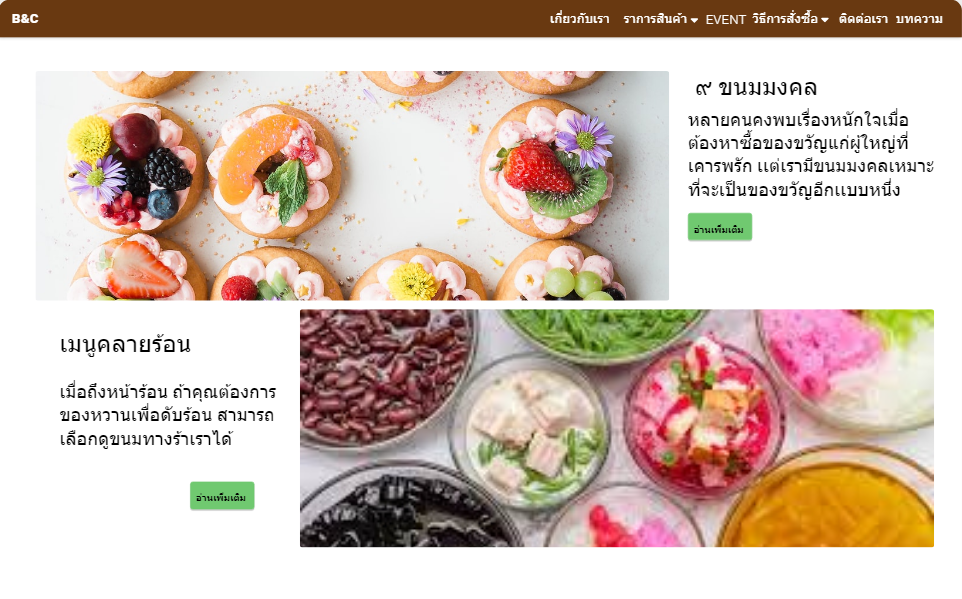 B&C
เกี่ยวกับเรา ราการสินค้า EVENT วิธีการสั่งซื้อ ติดต่อเรา บทความ
๙ ขนมมงคล
หลายคนคงพบเรื่องหนักใจเมื่อ
ต้องหาซื้อของขวัญแก่ผู้ใหญ่ที่
เคารพรัก แต่เรามีขนมมงคลเหมาะ
ที่จะเป็นของขวัญอีกแบบหนึ่ง
อ่านเพิ่มเติม
เมนูคลายร้อน
เมื่อถึงหน้าร้อน ถ้าคุณต้องการ
ของหวานเพื่อดับร้อน สามารถ
เลือกดูขนมทางร้าเราได้
อ่านเพิ่มเติม